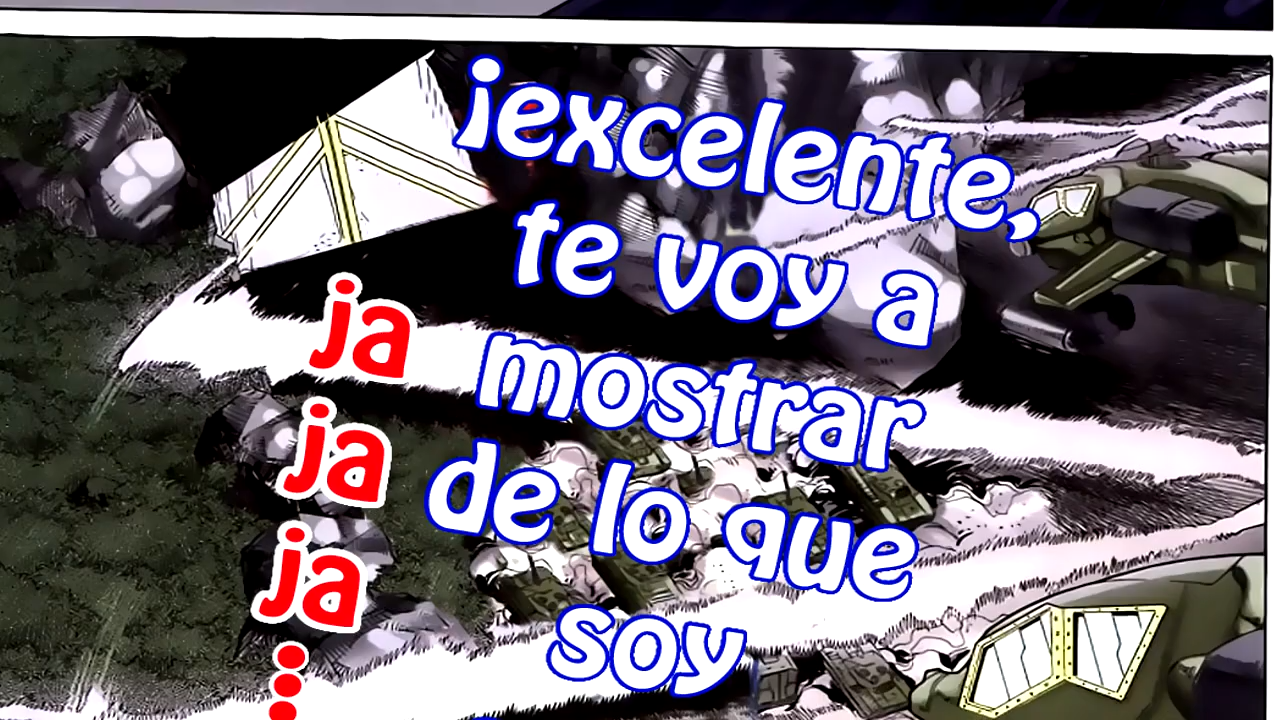 ¡excelente,
te voy a
mostrar
de lo que
soy
ja
ja
ja